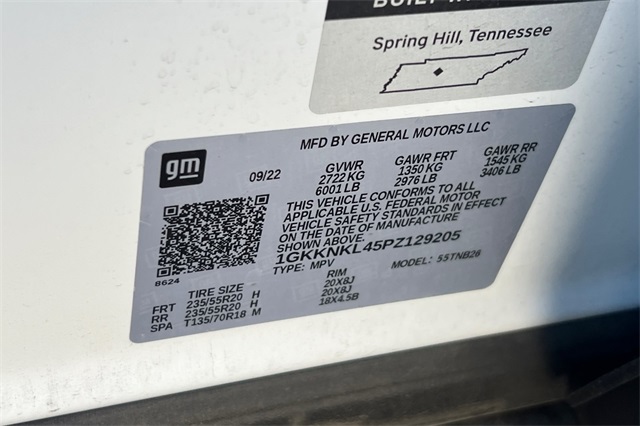 Spring Hill, Tennessee
MFD BY GENERAL MOTORS LLC
gm
09/22 GVWR GAWR FRT GAWR RR
2722 KG 1350 KG 1545 KG
6001 LB 2976 LB 3406 LB
THIS VEHICLE CONFORMS TO ALL
APPLICABLE U.S. FEDERAL MOTOR
VEHICLE SAFETY STANDARDS IN EFFECT
ON THE DATE OF MANUFACTURE
SHOWN ABOVE.
1GKKNKL45PZ129205
TYPE: MPV MODEL: 55TNB26
8624
TIRE SIZE RIM
FRT 235/55R20 H 20X8J
RR 235/55R20 H 20X8J
SPA T135/70R18 M 18X4.5B